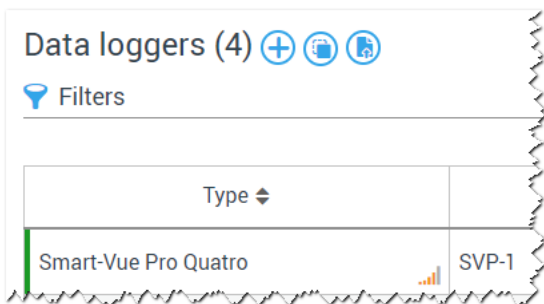 Data loggers (4)
Filters
Type
Smart-Vue Pro Quatro
SVP-1